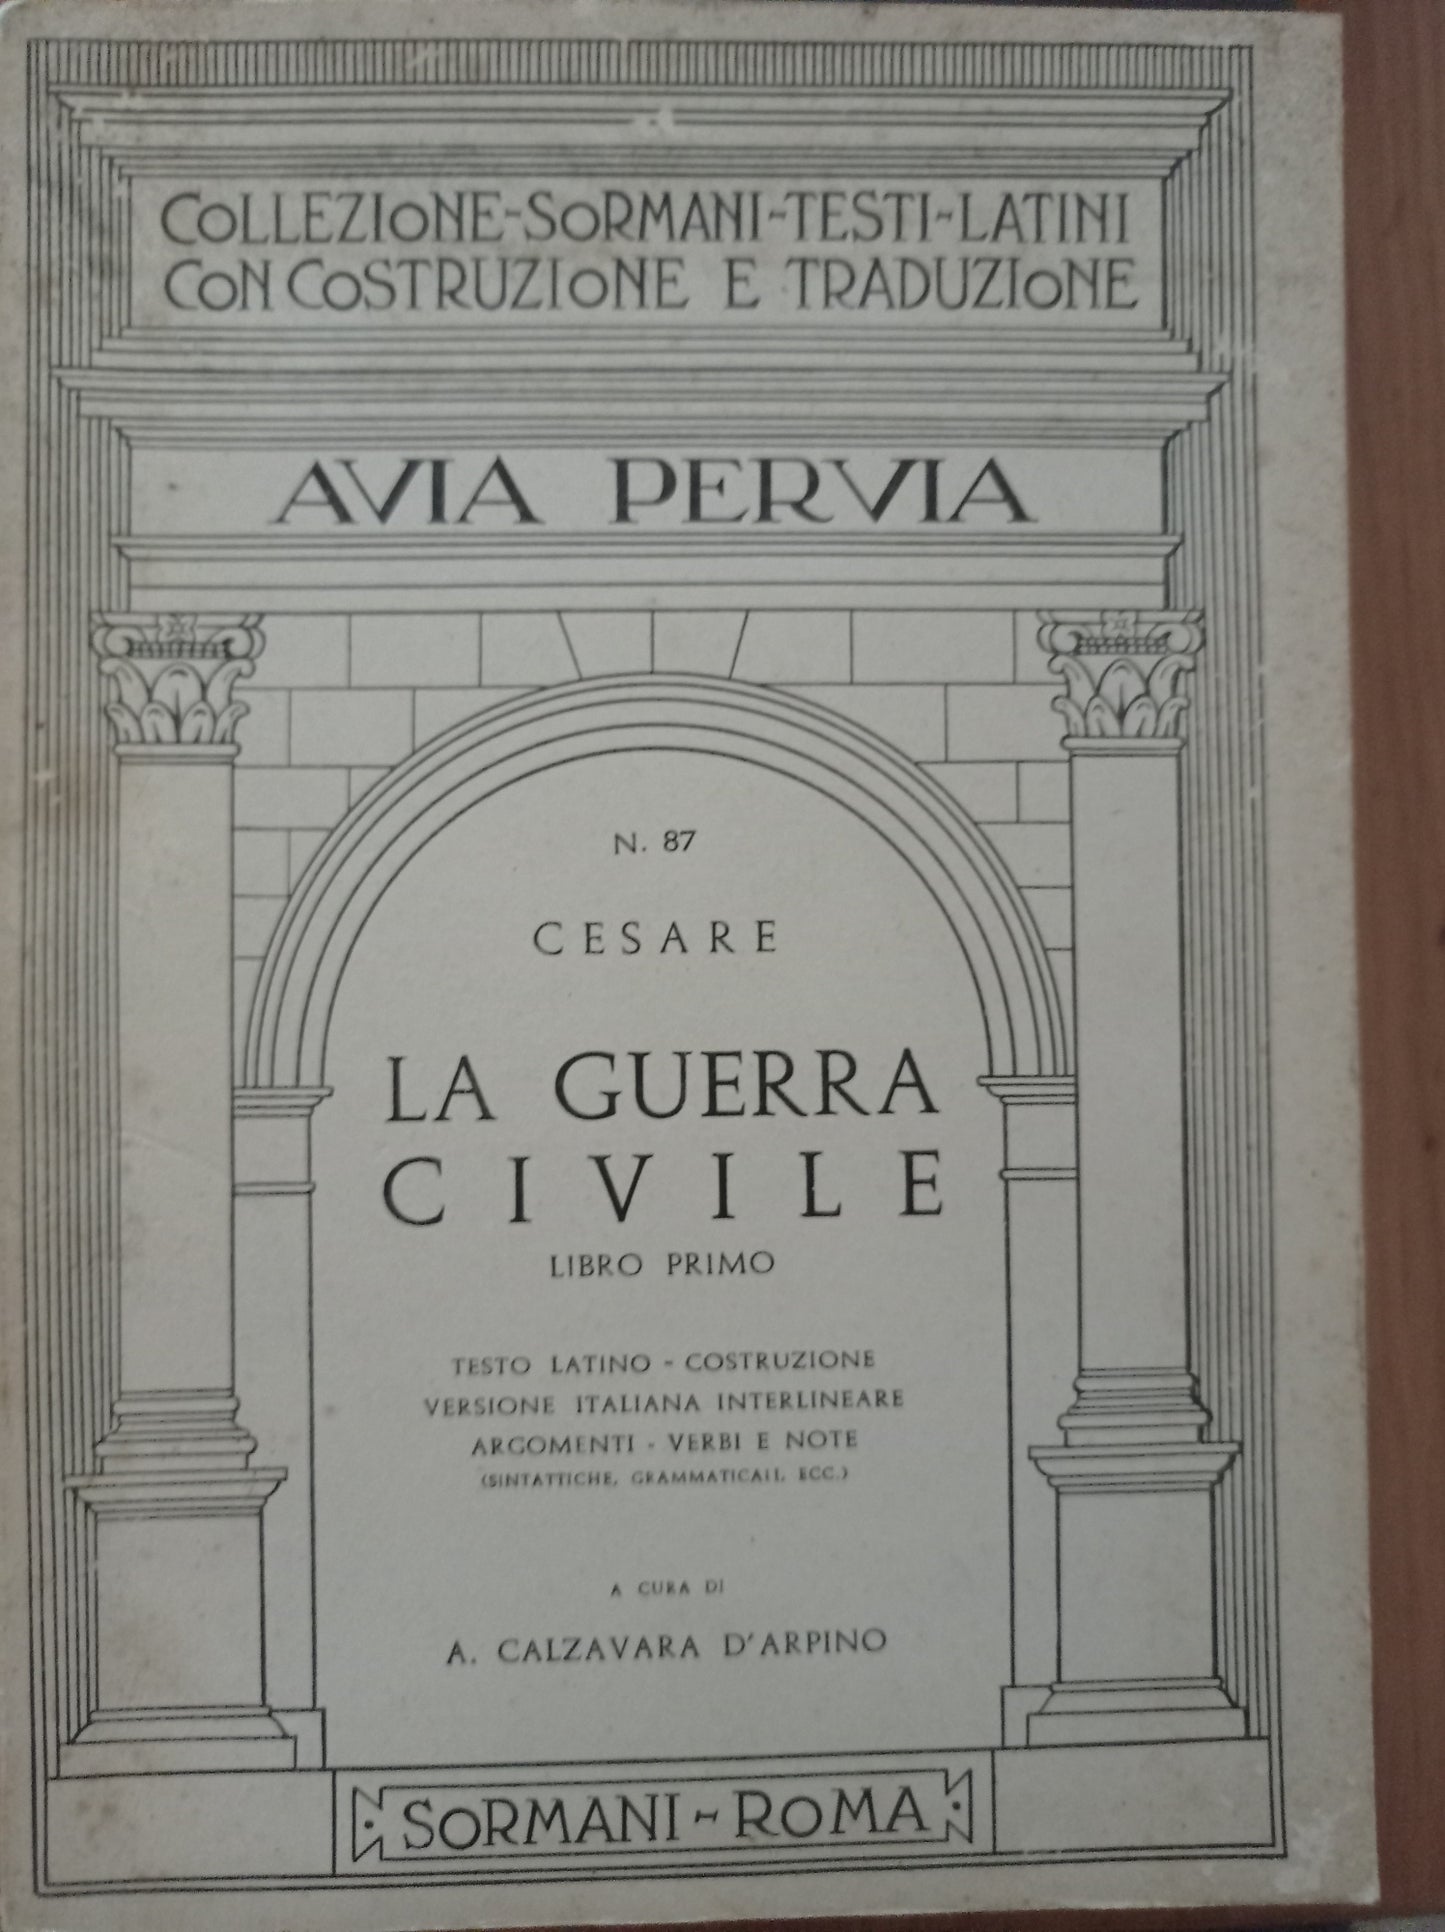 COLLEZIONE-SORMANI-TESTI-LATINI
CON COSTRUZIONE E TRADUZIONE
AVIA PERVIA
N. 87
CESARE
LA GUERRA
CIVILE
LIBRO PRIMO
TESTO LATINO - COSTRUZIONE
VERSIONE ITALIANA INTERLINEARE
ARGOMENTI - VERBI E NOTE
(SINTATTICHE, GRAMMATICALI, ECC.)
A CURA DI
A. CALZAVARA D'ARPINO
SORMANI - ROMA